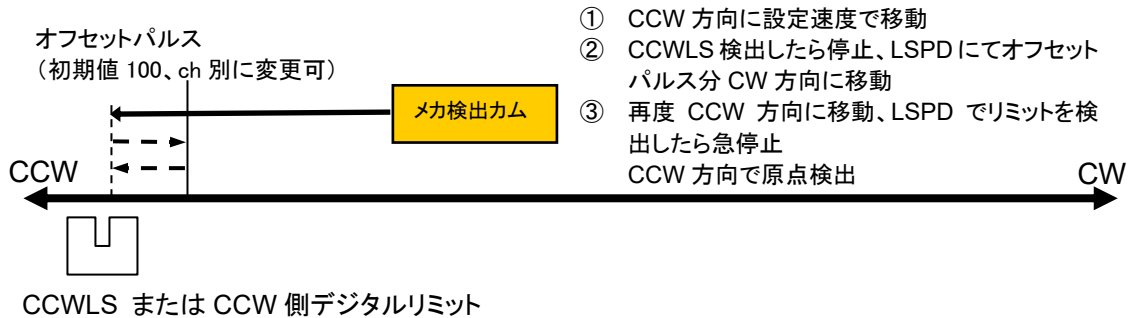 オフセットパルス
（初期値 100、ch 別に変更可）
メカ検出カム
① CCW 方向に設定速度で移動
② CCWLS 検出したら停止、LSPD にてオフセット
パルス分 CW 方向に移動
③ 再度 CCW 方向に移動、LSPD でリミットを検
出したら急停止
CCW 方向で原点検出
CCW
CW
CCWLS または CCW 側デジタルリミット